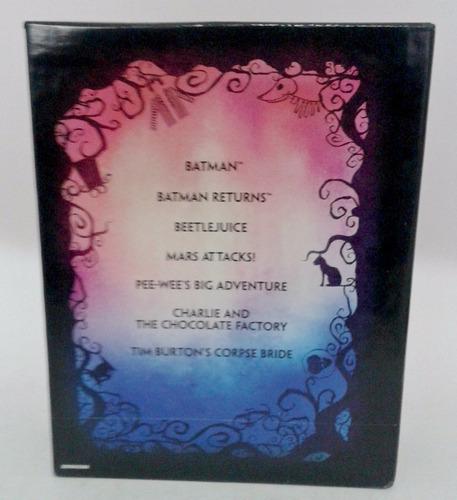 BATMAN™
BATMAN RETURNS™
BEETLEJUICE
MARS ATTACKS!
PEE-WEE'S BIG ADVENTURE
CHARLIE AND
THE CHOCOLATE FACTORY
TIM BURTON'S CORPSE BRIDE